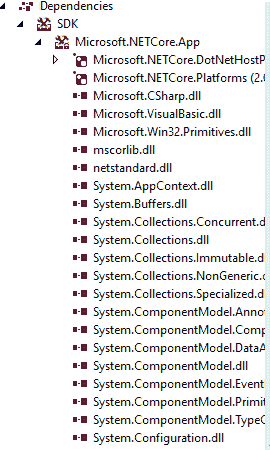 Dependencies
SDK
Microsoft.NETCore.App
Microsoft.NETCore.DotNetHostP
Microsoft.NETCore.Platforms (2.0
Microsoft.CSharp.dll
Microsoft.VisualBasic.dll
Microsoft.Win32.Primitives.dll
mscorlib.dll
netstandard.dll
System.AppContext.dll
System.Buffers.dll
System.Collections.Concurrent.d
System.Collections.dll
System.Collections.Immutable.d
System.Collections.NonGeneric.d
System.Collections.Specialized.d
System.ComponentModel.Anno
System.ComponentModel.Comp
System.ComponentModel.DataA
System.ComponentModel.dll
System.ComponentModel.Event
System.ComponentModel.Primit
System.ComponentModel.TypeC
System.Configuration.dll